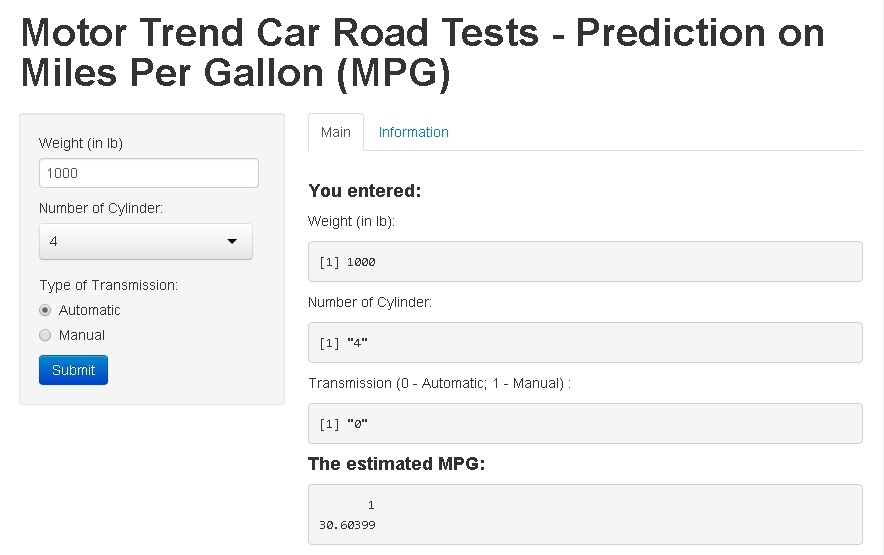 Motor Trend Car Road Tests - Prediction on
Miles Per Gallon (MPG)
Weight (in lb)
1000
Number of Cylinder:
4
Type of Transmission:
Automatic
Manual
Submit
Main
Information
You entered:
Weight (in lb):
[1] 1000
Number of Cylinder:
[1] "4"
Transmission (0 - Automatic; 1 - Manual) :
[1] "0"
The estimated MPG:
1
30.60399